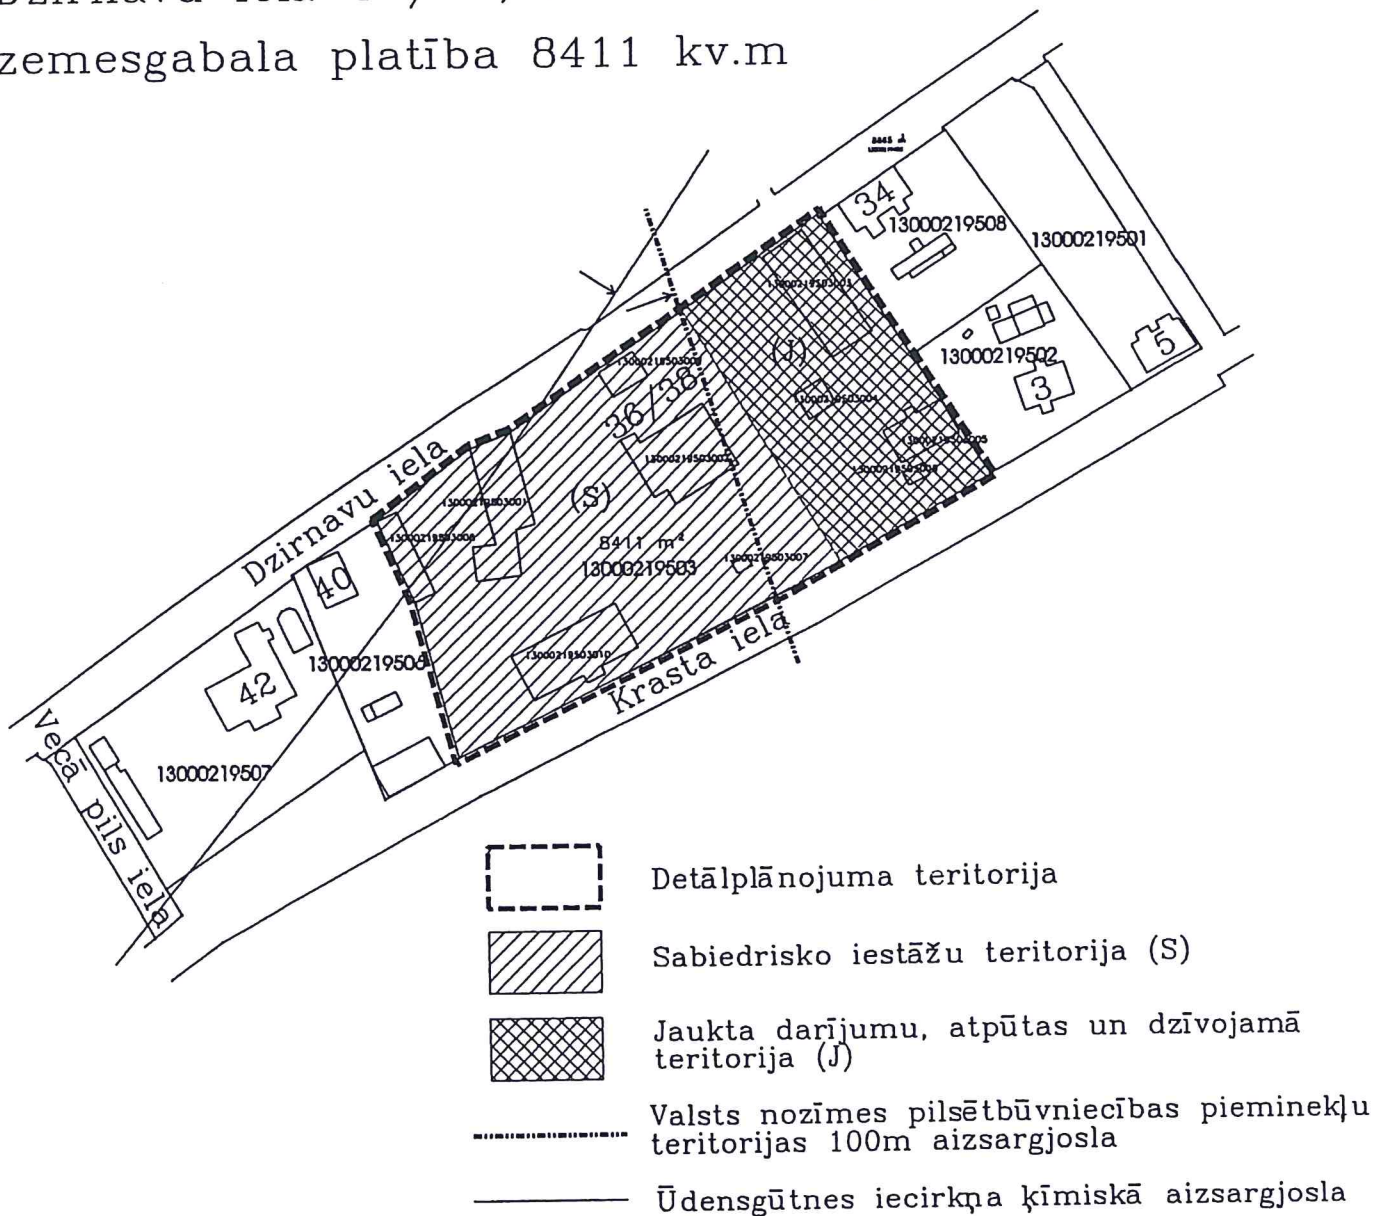 zemesgabala platība 8411 kv.m
34
13000219508
13000219501
(J)
13000219502
5
3
36/38
Dzirnavu iela
(S)
8411 m²
13000219503
13000219503010
13000219503007
40
13000219506
42
Krasta iela
Vecā pils iela
13000219507
Detālplānojuma teritorija
Sabiedrisko iestāžu teritorija (S)
Jaukta darījumu, atpūtas un dzīvojamā
teritorija (J)
Valsts nozīmes pilsētbūvniecības pieminekļu
teritorijas 100m aizsargjosla
Ūdensgūtnes iecirkņa ķīmiskā aizsargjosla